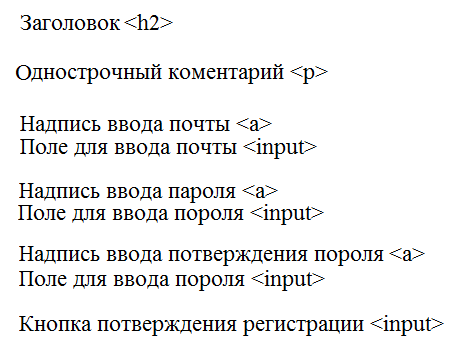 Заголовок <h2>
Однострочный коментарий <p>
Надпись ввода почты <a>
Поле для ввода почты <input>
Надпись ввода пароля <a>
Поле для ввода пороля <input>
Надпись ввода потверждения пороля <a>
Поле для ввода пороля <input>
Кнопка потверждения регистрации <input>